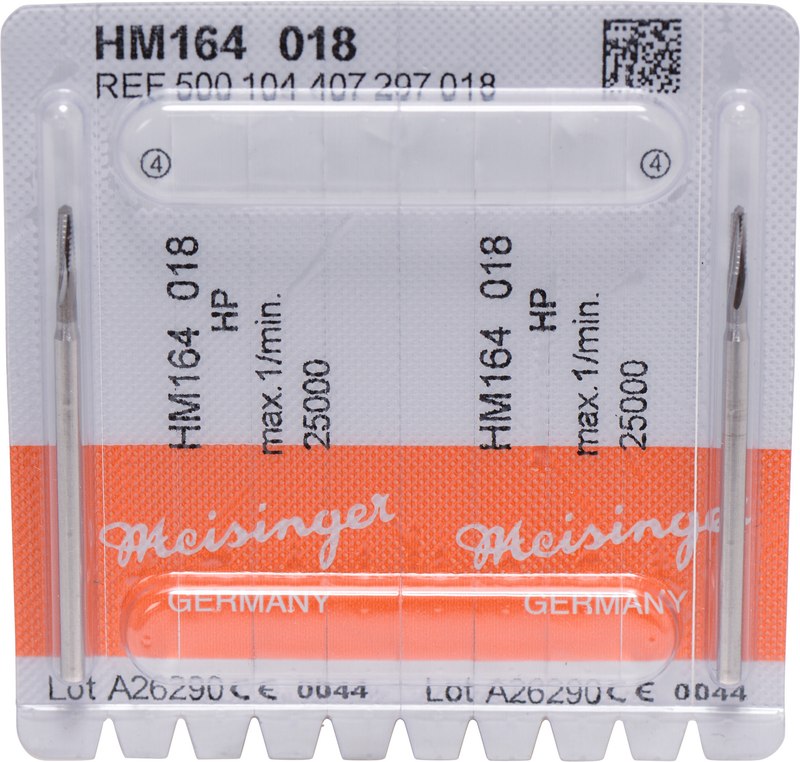 HM164 018
REF 500 104 407 297 018
4 4
HM164 018
HP
max.1/min.
25000
HM164 018
HP
max.1/min.
25000
Meisinger Meisinger
GERMANY GERMANY
Lot A26290 CE 0044 Lot A26290 CE 0044